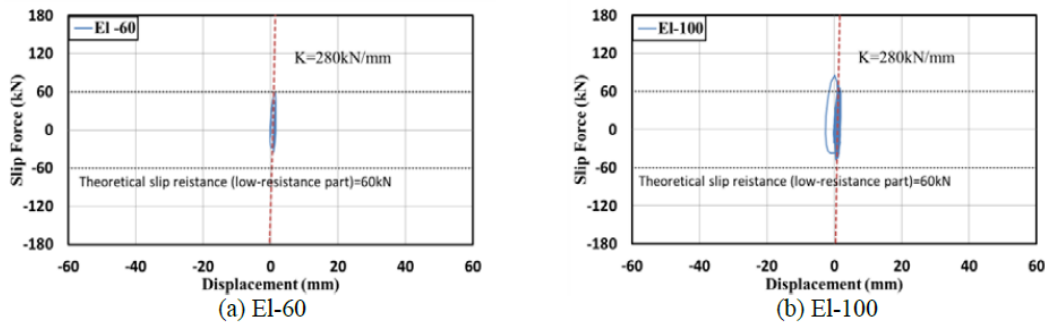 El -60
K=280kN/mm
Theoretical slip reistance (low-resistance part)=60kN
180
120
60
0
-60
-120
-180
-60
-40
-20
0
20
40
60
Slip Force (kN)
Displacement (mm)
(a) El-60
El-100
K=280kN/mm
Theoretical slip reistance (low-resistance part)=60kN
180
120
60
0
-60
-120
-180
-60
-40
-20
0
20
40
60
Slip Force (kN)
Displacement (mm)
(b) El-100